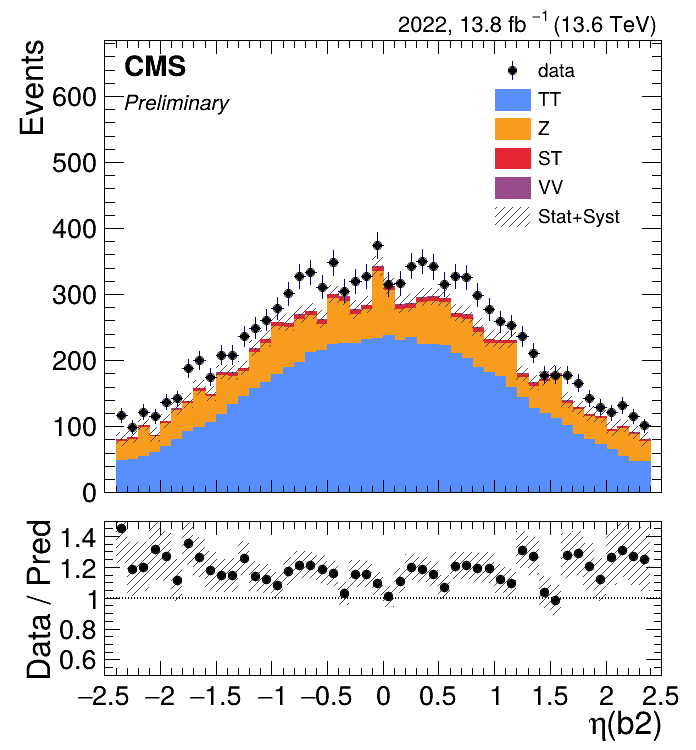 2022, 13.8 fb⁻¹ (13.6 TeV)
CMS
Preliminary
data
TT
Z
ST
VV
Stat+Syst
Events
600
500
400
300
200
100
0
Data / Pred
1.4
1.2
1
0.8
0.6
−2.5 −2 −1.5 −1 −0.5 0 0.5 1 1.5 2 2.5
η(b2)